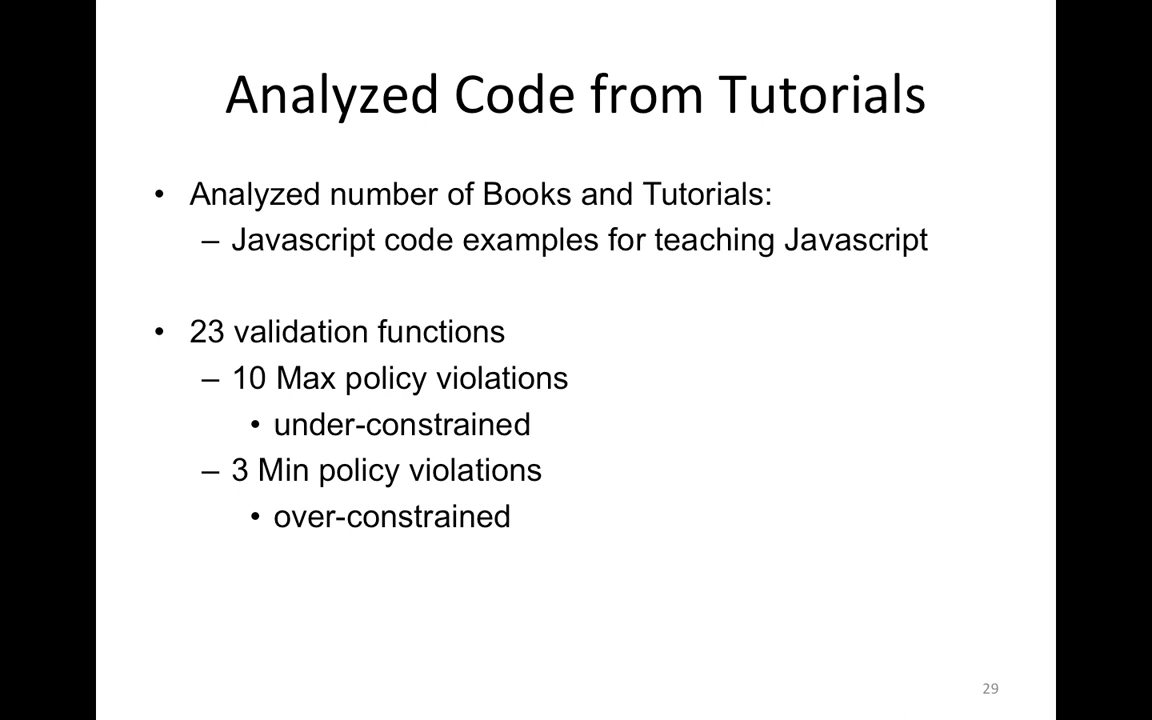 Analyzed Code from Tutorials
• Analyzed number of Books and Tutorials:
– Javascript code examples for teaching Javascript
• 23 validation functions
– 10 Max policy violations
• under-constrained
– 3 Min policy violations
• over-constrained
29